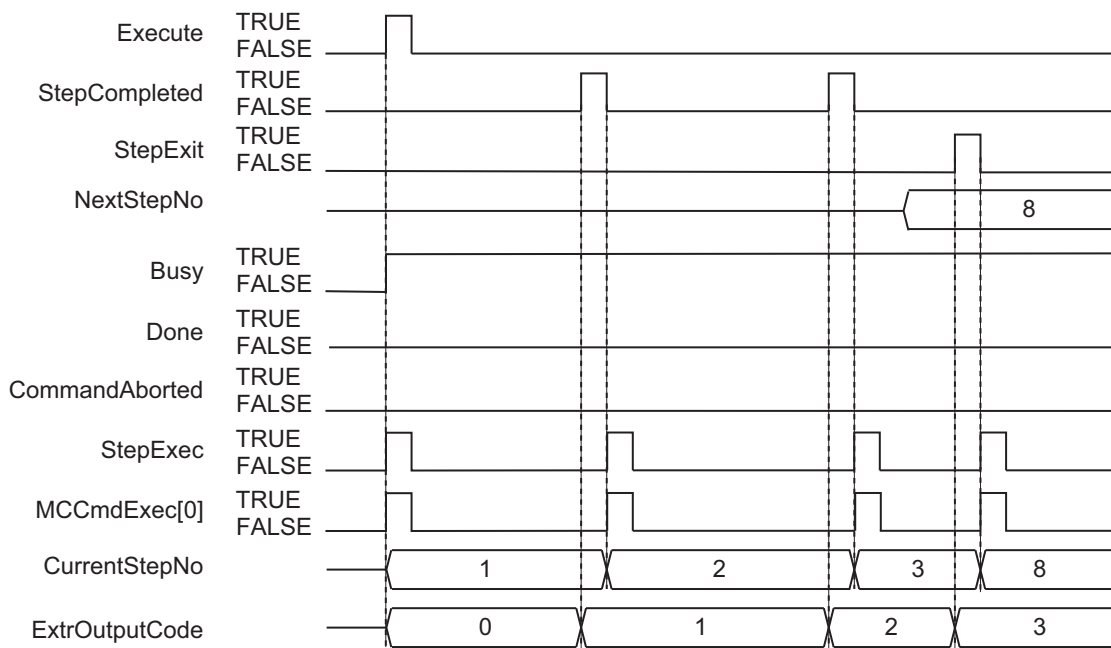 Execute TRUE
FALSE
StepCompleted TRUE
FALSE
StepExit TRUE
FALSE
NextStepNo 8
Busy TRUE
FALSE
Done TRUE
FALSE
CommandAborted TRUE
FALSE
StepExec TRUE
FALSE
MCCmdExec[0] TRUE
FALSE
CurrentStepNo 1 2 3 8
ExtrOutputCode 0 1 2 3